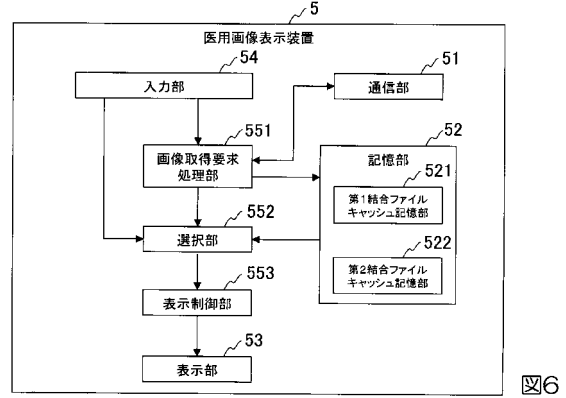 5
医用画像表示装置
54
入力部
51
通信部
551
画像取得要求
処理部
52
記憶部
521
第1結合ファイル
キャッシュ記憶部
552
選択部
522
第2結合ファイル
キャッシュ記憶部
553
表示制御部
53
表示部
図6